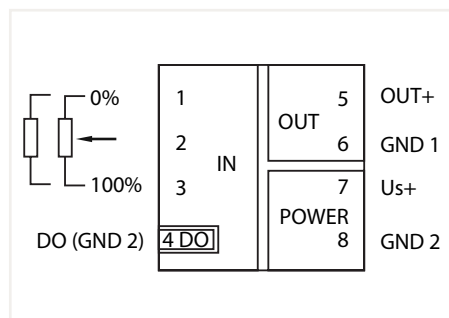 0%
100%
DO (GND 2)
1
2
3
4 DO
IN
OUT
5
6
POWER
7
8
OUT+
GND 1
Us+
GND 2